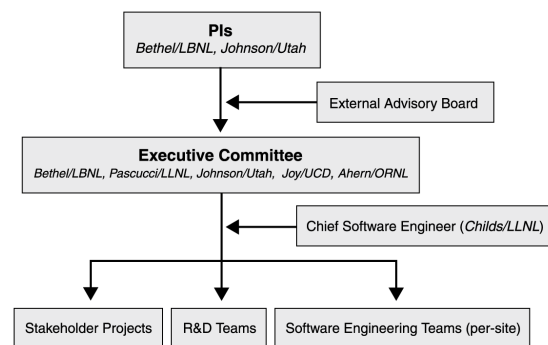 PIs
Bethel/LBNL, Johnson/Utah
External Advisory Board
Executive Committee
Bethel/LBNL, Pascucci/LLNL, Johnson/Utah, Joy/UCD, Ahern/ORNL
Chief Software Engineer (Childs/LLNL)
Stakeholder Projects
R&D Teams
Software Engineering Teams (per-site)